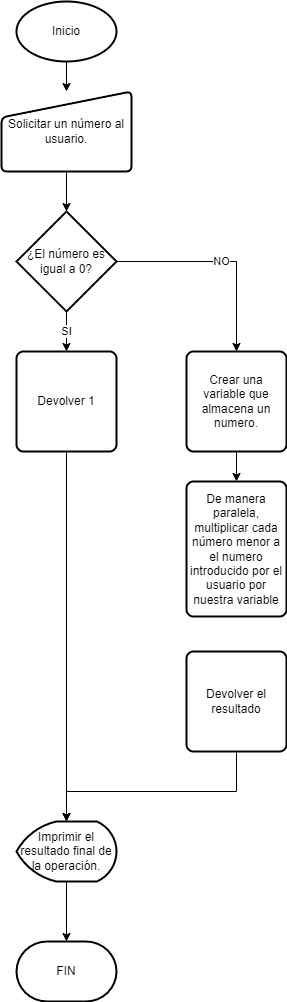 Inicio
Solicitar un número al
usuario.
¿El número es
igual a 0?
NO
SI
Devolver 1
Crear una
variable que
almacena un
numero.
De manera
paralela,
multiplicar cada
número menor a
el numero
introducido por el
usuario por
nuestra variable
Devolver el
resultado
Imprimir el
resultado final de
la operación.
FIN